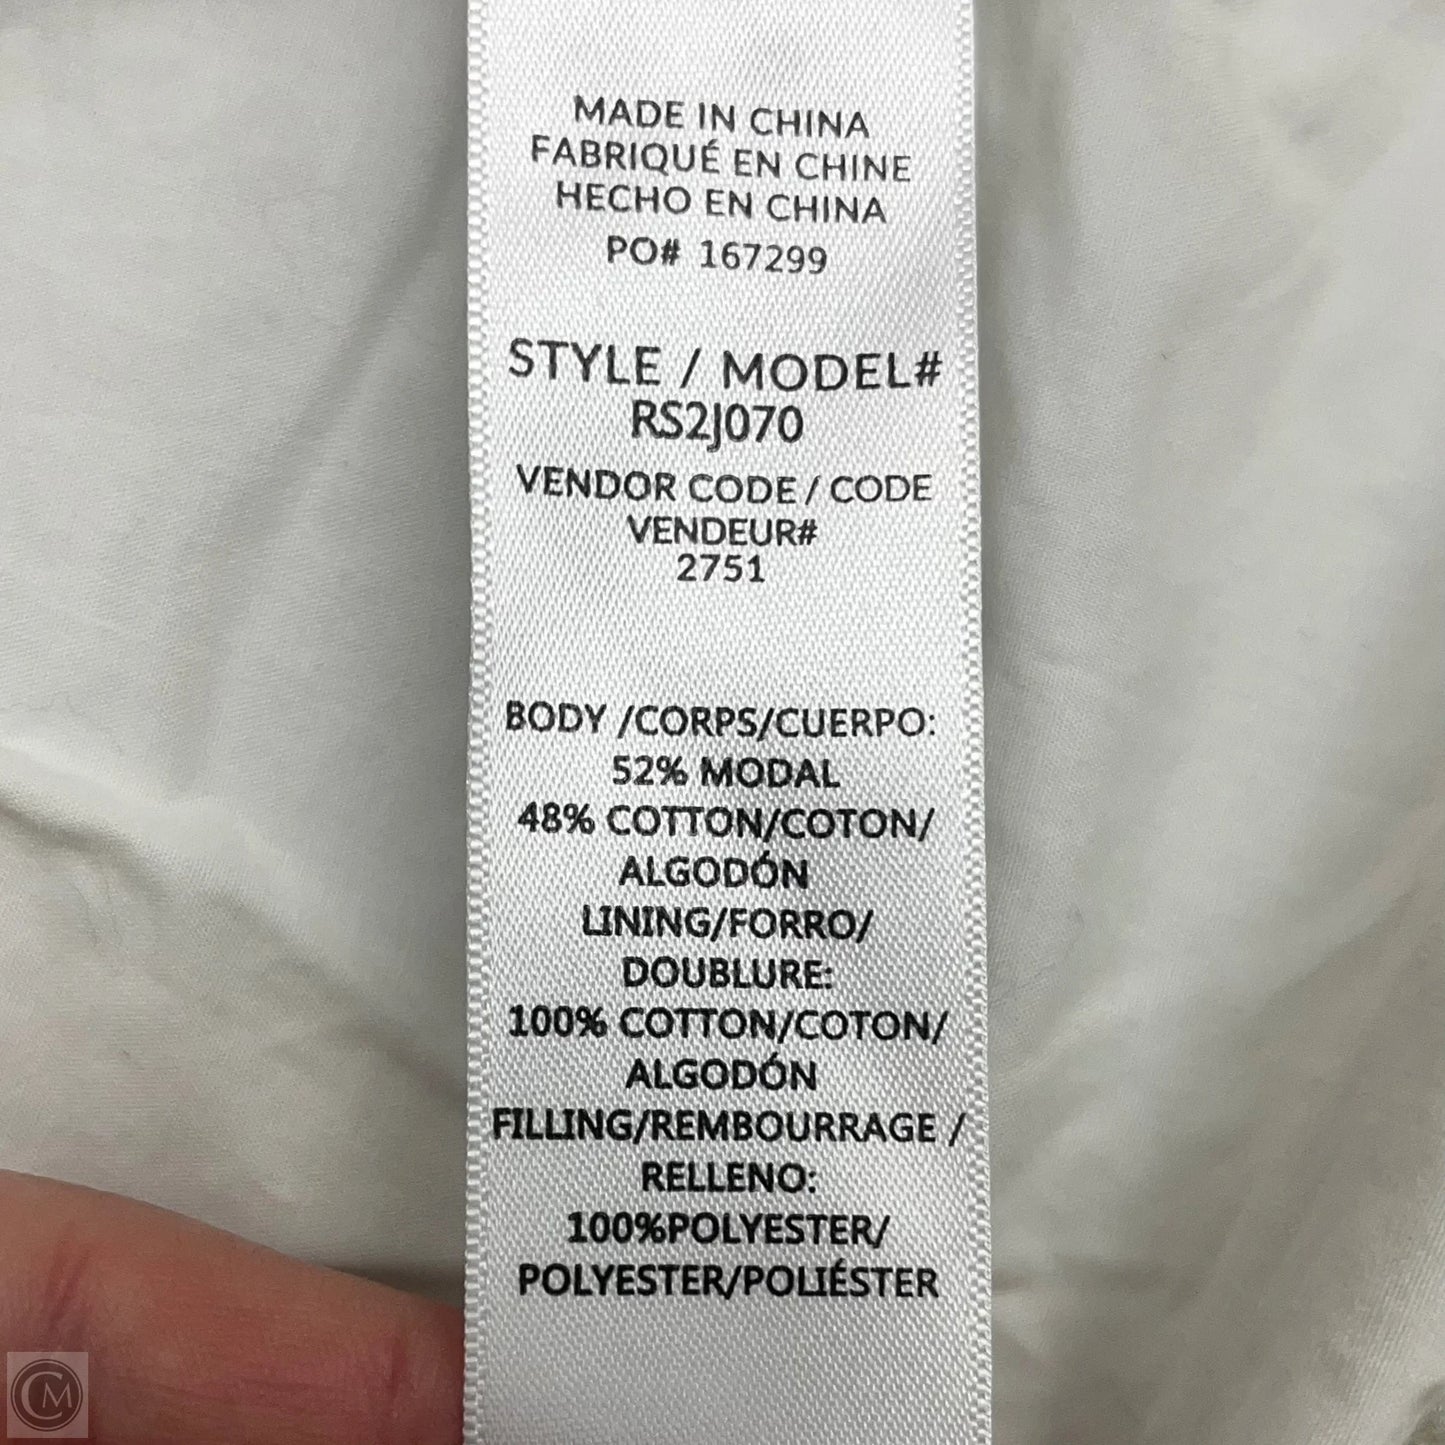 MADE IN CHINA
FABRIQUÉ EN CHINE
HECHO EN CHINA
PO# 167299
STYLE / MODEL#
RS2J070
VENDOR CODE / CODE
VENDEUR#
2751
BODY /CORPS/CUERPO:
52% MODAL
48% COTTON/COTON/
ALGODÓN
LINING/FORRO/
DOUBLURE:
100% COTTON/COTON/
ALGODÓN
FILLING/REMBOURRAGE /
RELLENO:
100%POLYESTER/
POLYESTER/POLIÉSTER
CM